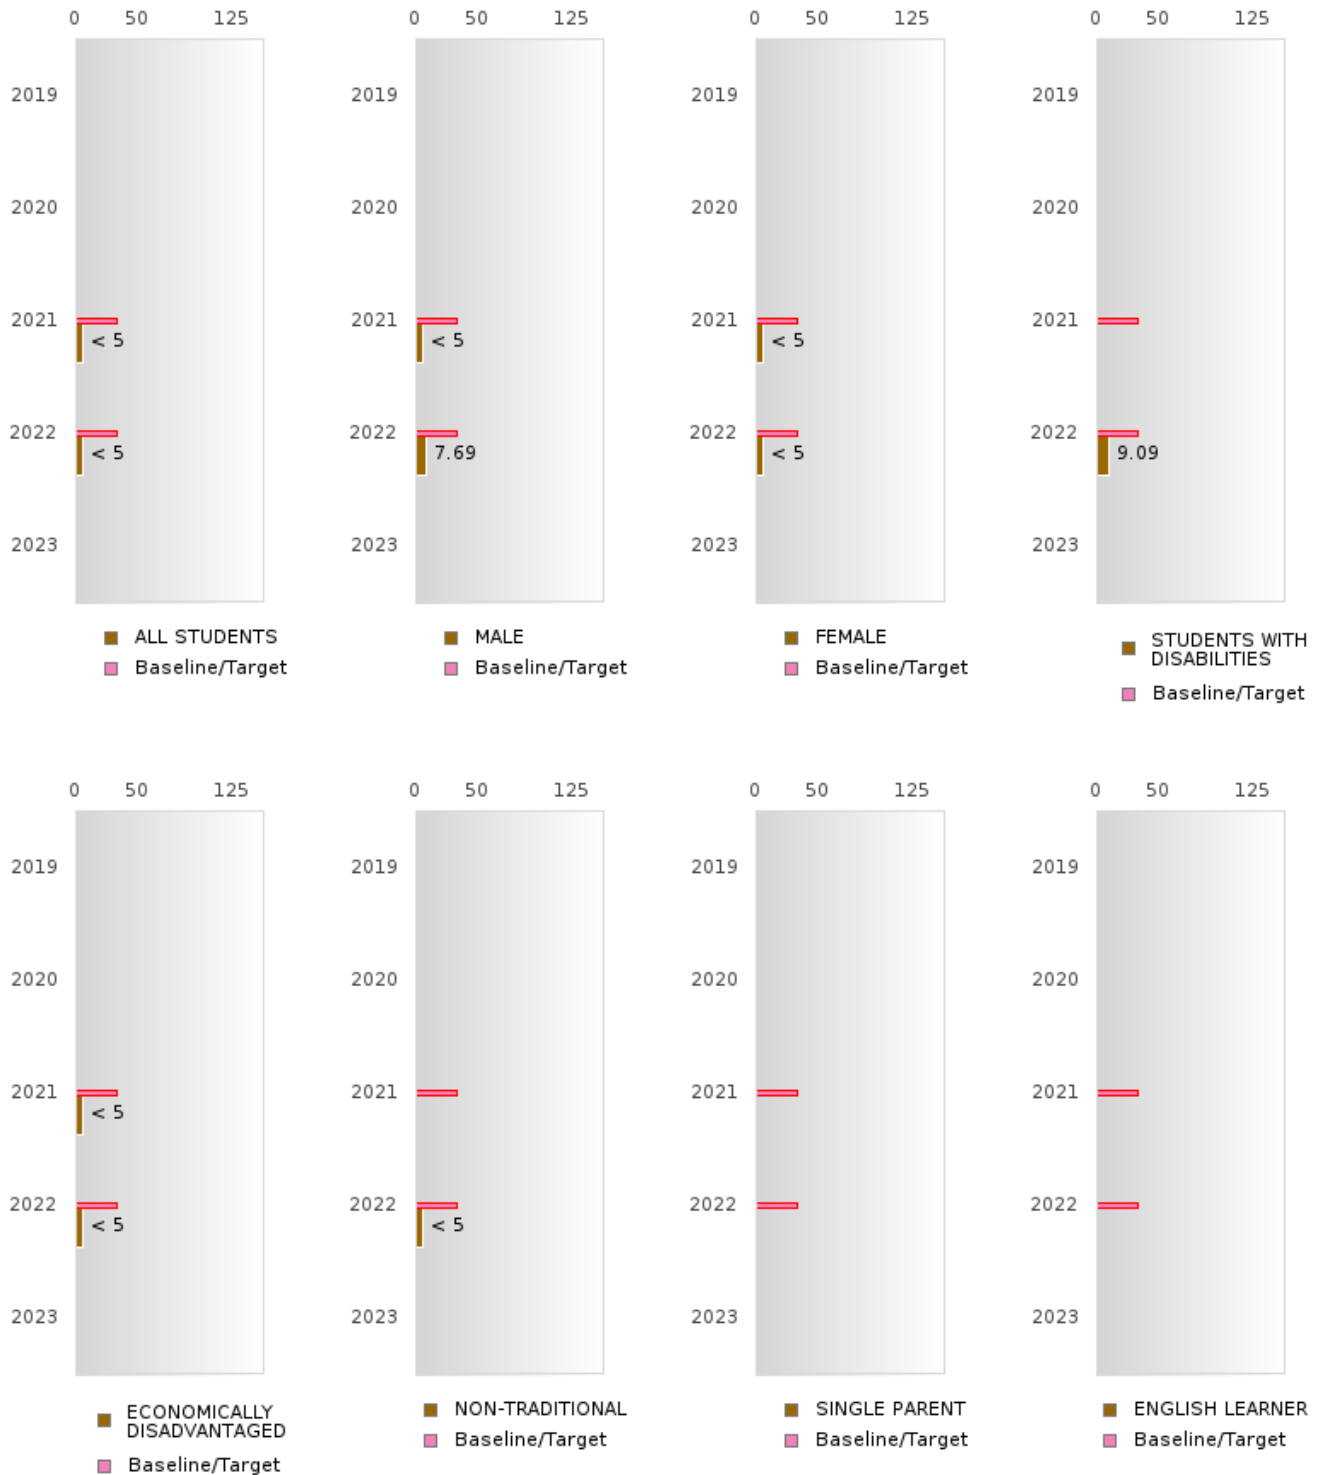 0 50 125
2019
2020
2021
< 5
2022
< 5
2023
ALL STUDENTS
Baseline/Target
0 50 125
2019
2020
2021
< 5
2022
7.69
2023
MALE
Baseline/Target
0 50 125
2019
2020
2021
< 5
2022
< 5
2023
FEMALE
Baseline/Target
0 50 125
2019
2020
2021
2022
9.09
2023
STUDENTS WITH
DISABILITIES
Baseline/Target
0 50 125
2019
2020
2021
< 5
2022
< 5
2023
ECONOMICALLY
DISADVANTAGED
Baseline/Target
0 50 125
2019
2020
2021
2022
< 5
2023
NON-TRADITIONAL
Baseline/Target
0 50 125
2019
2020
2021
2022
2023
SINGLE PARENT
Baseline/Target
0 50 125
2019
2020
2021
2022
2023
ENGLISH LEARNER
Baseline/Target